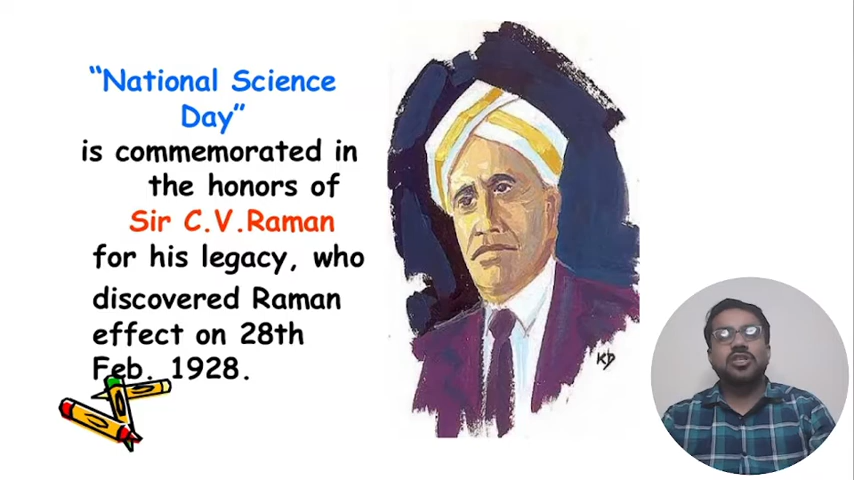 “National Science
Day”
is commemorated in
the honors of
Sir C.V.Raman
for his legacy, who
discovered Raman
effect on 28th
Feb. 1928.
KD